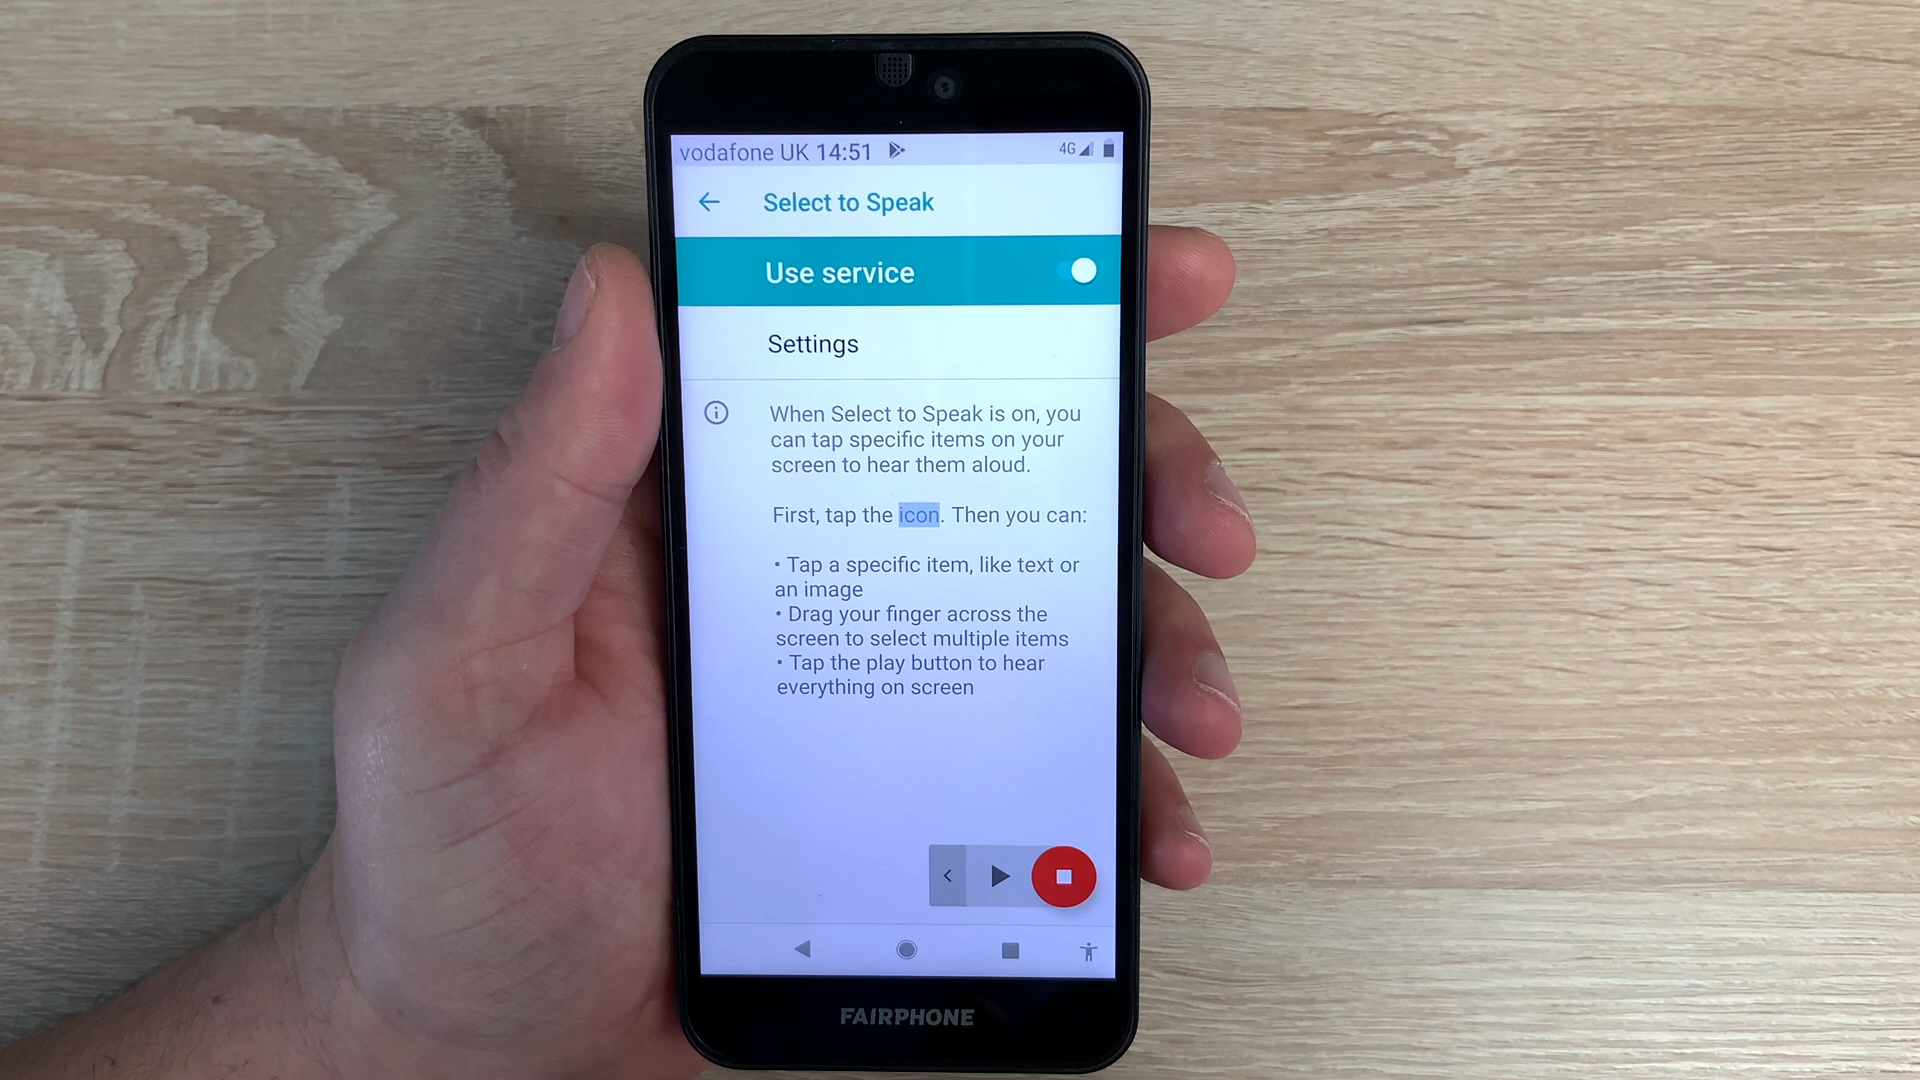 vodafone UK 14:51
4G
Select to Speak
Use service
Settings
When Select to Speak is on, you
can tap specific items on your
screen to hear them aloud.
First, tap the icon. Then you can:
• Tap a specific item, like text or
an image
• Drag your finger across the
screen to select multiple items
• Tap the play button to hear
everything on screen
FAIRPHONE